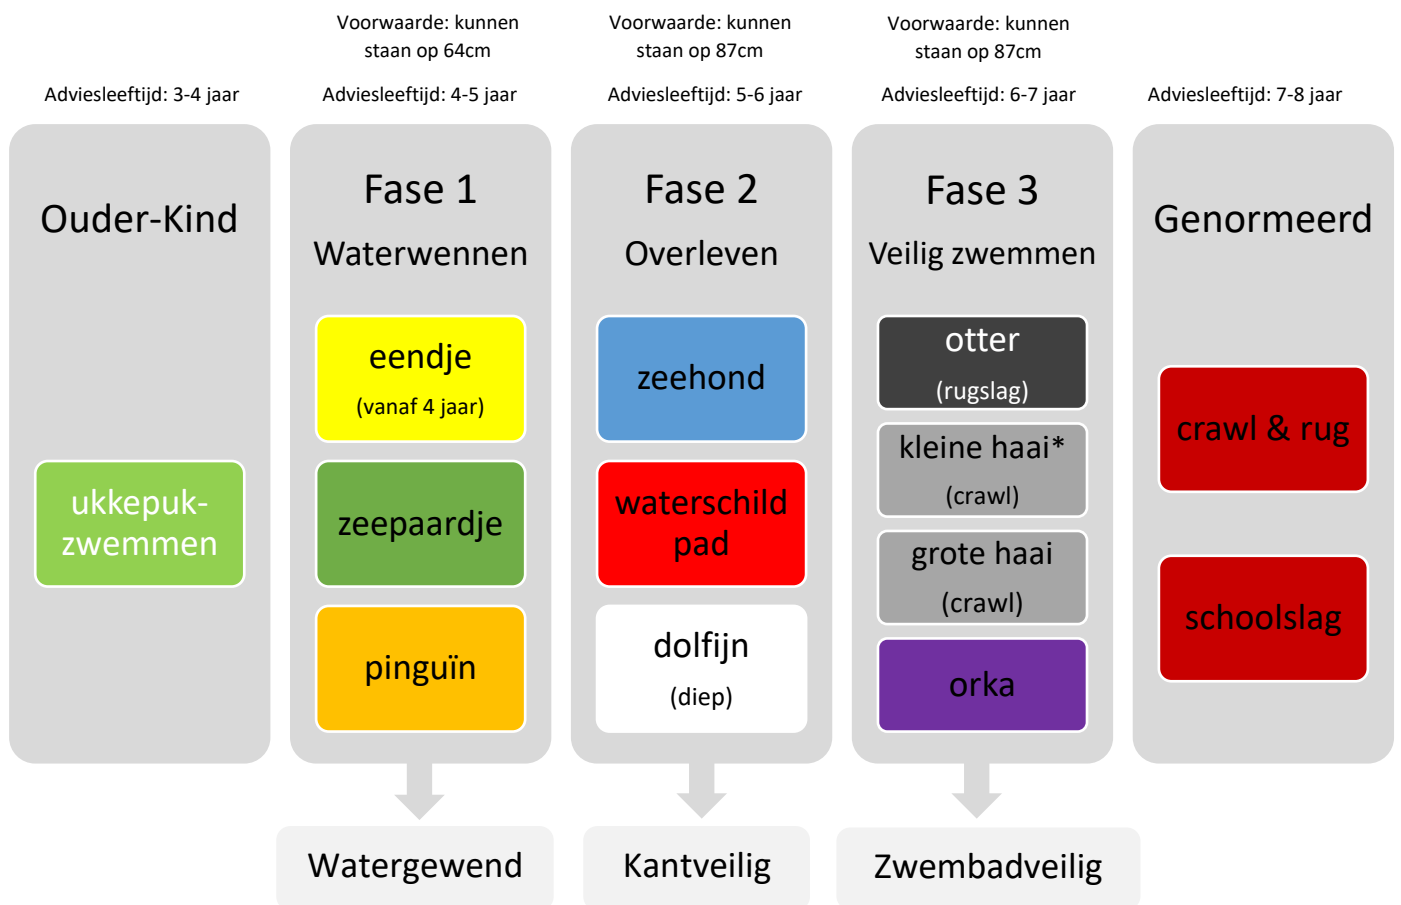 Voorwaarde: kunnen
staan op 64cm
Voorwaarde: kunnen
staan op 87cm
Voorwaarde: kunnen
staan op 87cm
Adviesleeftijd: 3-4 jaar
Adviesleeftijd: 4-5 jaar
Adviesleeftijd: 5-6 jaar
Adviesleeftijd: 6-7 jaar
Adviesleeftijd: 7-8 jaar
Ouder-Kind
ukkepuk-
zwemmen
Fase 1
Waterwennen
eendje
(vanaf 4 jaar)
zeepaardje
pinguïn
Watergewend
Fase 2
Overleven
zeehond
waterschild
pad
dolfijn
(diep)
Kantveilig
Fase 3
Veilig zwemmen
otter
(rugslag)
kleine haai*
(crawl)
grote haai
(crawl)
orka
Zwembadveilig
Genormeerd
crawl & rug
schoolslag